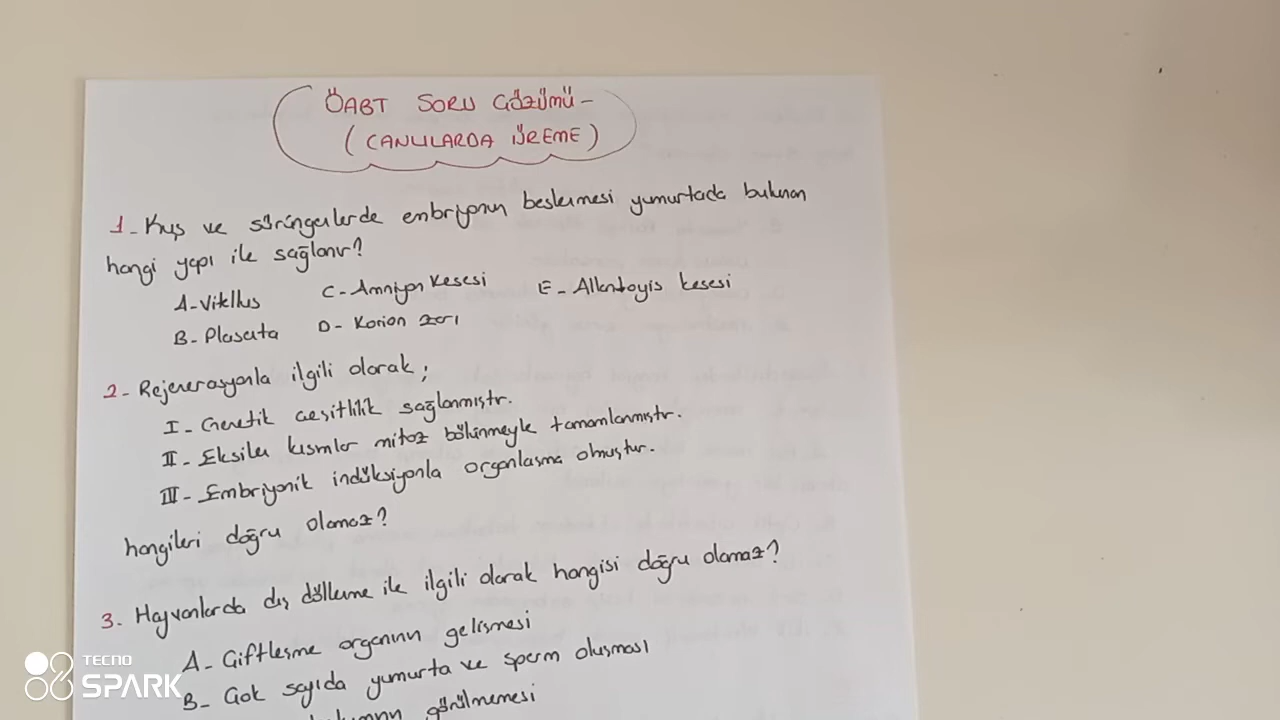 ÖABT SORU ÇÖZÜMÜ-
(CANLILARDA ÜREME)
1- Kuş ve sürüngenlerde embriyonun beslenmesi yumurtada bulunan
hangi yapı ile sağlanır?
A- Vitellus C- Amniyon Kesesi E- Allantoyis kesesi
B- Plasenta D- Korion zarı
2- Rejenerasyonla ilgili olarak;
I- Genetik çeşitlilik sağlanmıştır.
II- Eksilen kısımlar mitoz bölünmeyle tamamlanmıştır.
III- Embriyonik indüksiyonla organlaşma olmuştur.
hangileri doğru olamaz?
3. Hayvanlarda dış döllenme ile ilgili olarak hangisi doğru olamaz?
A- Çiftleşme organının gelişmesi
B- Çok sayıda yumurta ve sperm oluşması
görülmemesi
TECNO
SPARK